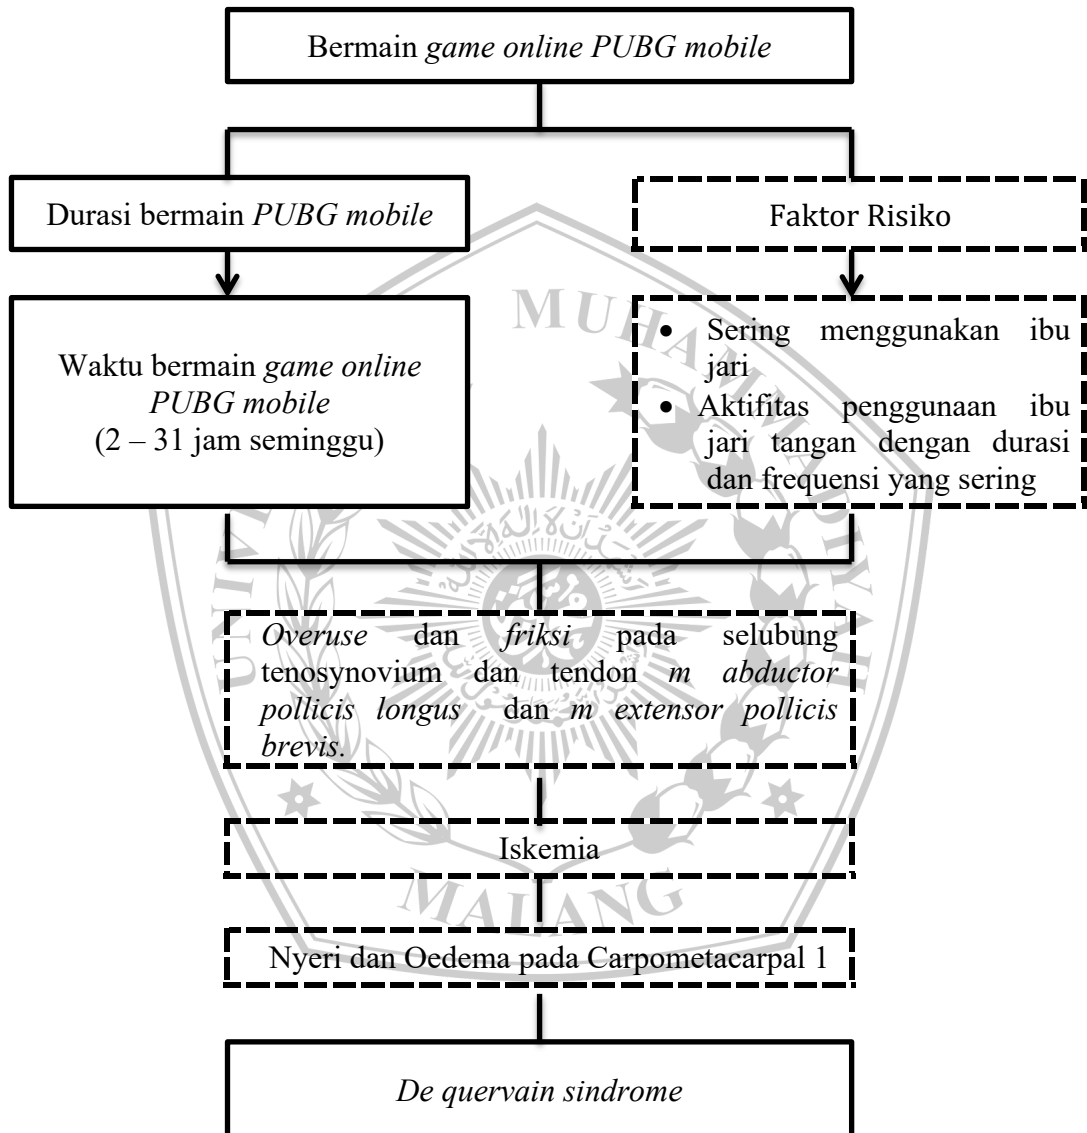 Bermain game online PUBG mobile
Durasi bermain PUBG mobile
Faktor Risiko
Waktu bermain game online
PUBG mobile
(2 – 31 jam seminggu)
• Sering menggunakan ibu
jari
• Aktifitas penggunaan ibu
jari tangan dengan durasi
dan frequensi yang sering
Overuse dan friksi pada selubung
tenosynovium dan tendon m abductor
pollicis longus dan m extensor pollicis
brevis.
Iskemia
Nyeri dan Oedema pada Carpometacarpal 1
De quervain sindrome
MUHAMMADIYAH
MALANG